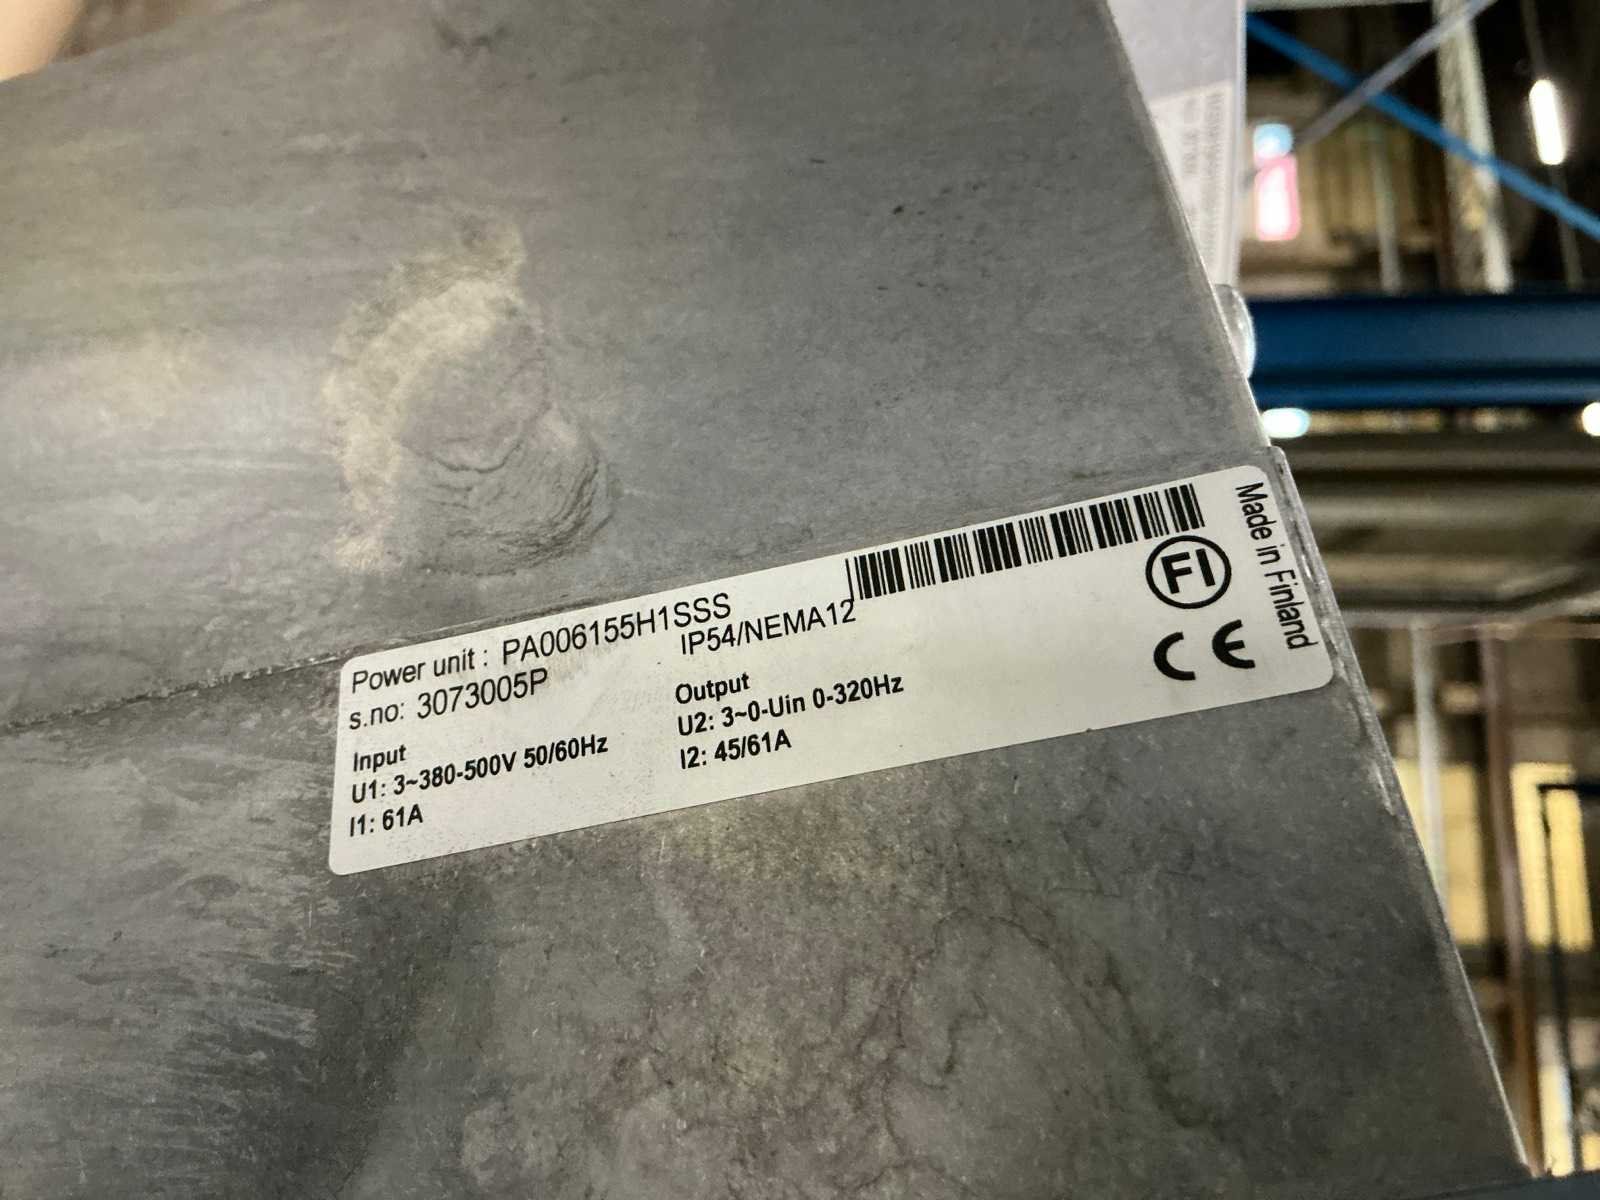 Power unit : PA006155H1SSS
s.no: 3073005P
IP54/NEMA12
Input
U1: 3~380-500V 50/60Hz
I1: 61A
Output
U2: 3~0-Uin 0-320Hz
I2: 45/61A
FI
CE
Made in Finland